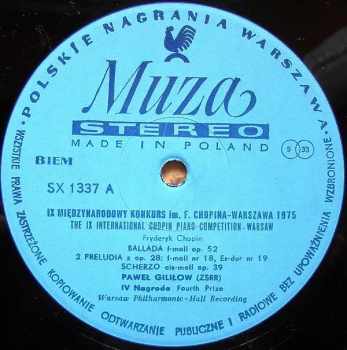 • POLSKIE NAGRANIA WARSZAWA •
Muza
STEREO
MADE IN POLAND
BIEM
S 33
SX 1337 A
IX MIĘDZYNARODOWY KONKURS im. F. CHOPINA-WARSZAWA 1975
THE IX INTERNATIONAL CHOPIN PIANO-COMPETITION-WARSAW
Fryderyk Chopin
BALLADA f-moll op. 52
2 PRELUDIA z op. 28: f-moll nr 18, Es-dur nr 19
SCHERZO cis-moll op. 39
PAWEŁ GILIŁOW (ZSRR)
IV Nagroda Fourth Prize
Warsaw Philharmonic-Hall Recording
WSZYSTKIE PRAWA ZASTRZEŻONE KOPIOWANIE ODTWARZANIE PUBLICZNE I RADIOWE BEZ UPOWAŻNIENIA WZBRONIONE